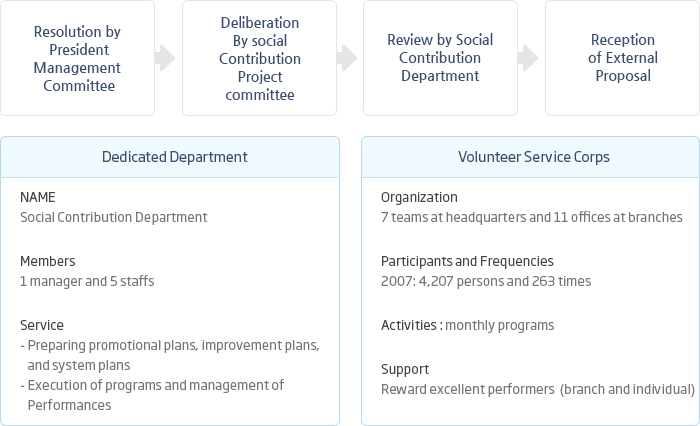 Resolution by
President
Management
Committee
Deliberation
By social
Contribution
Project
committee
Review by Social
Contribution
Department
Reception
of External
Proposal
Dedicated Department
NAME
Social Contribution Department
Members
1 manager and 5 staffs
Service
- Preparing promotional plans, improvement plans,
and system plans
- Execution of programs and management of
Performances
Volunteer Service Corps
Organization
7 teams at headquarters and 11 offices at branches
Participants and Frequencies
2007: 4,207 persons and 263 times
Activities : monthly programs
Support
Reward excellent performers (branch and individual)